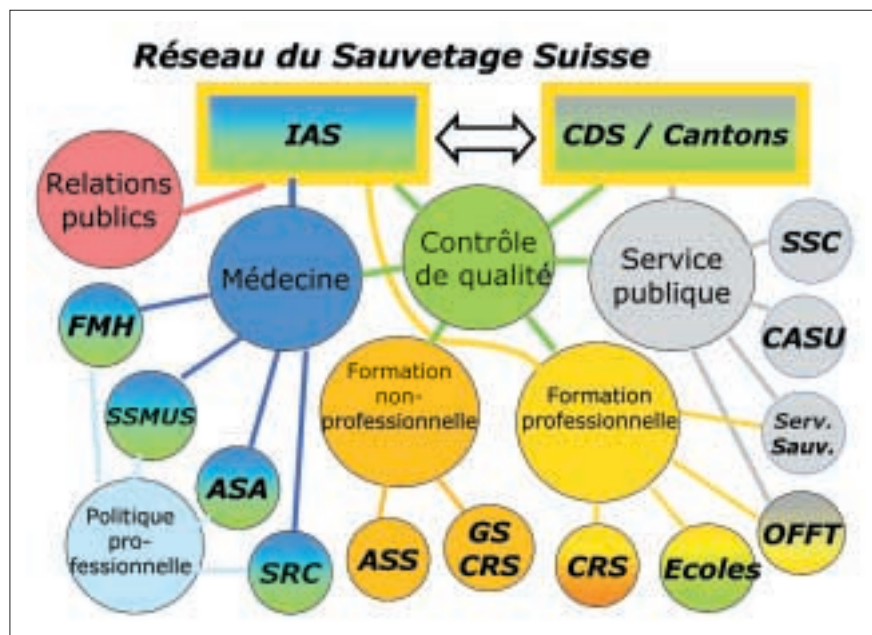 Réseau du Sauvetage Suisse
IAS
CDS / Cantons
Relations
publics
Médecine
Contrôle
de qualité
Service
publique
SSC
FMH
CASU
Formation
non-
professionnelle
Formation
professionnelle
SSMUS
Serv.
Sauv.
ASA
Politique
pro-
fessionnelle
SRC
ASS
GS
CRS
CRS
Ecoles
OFFT